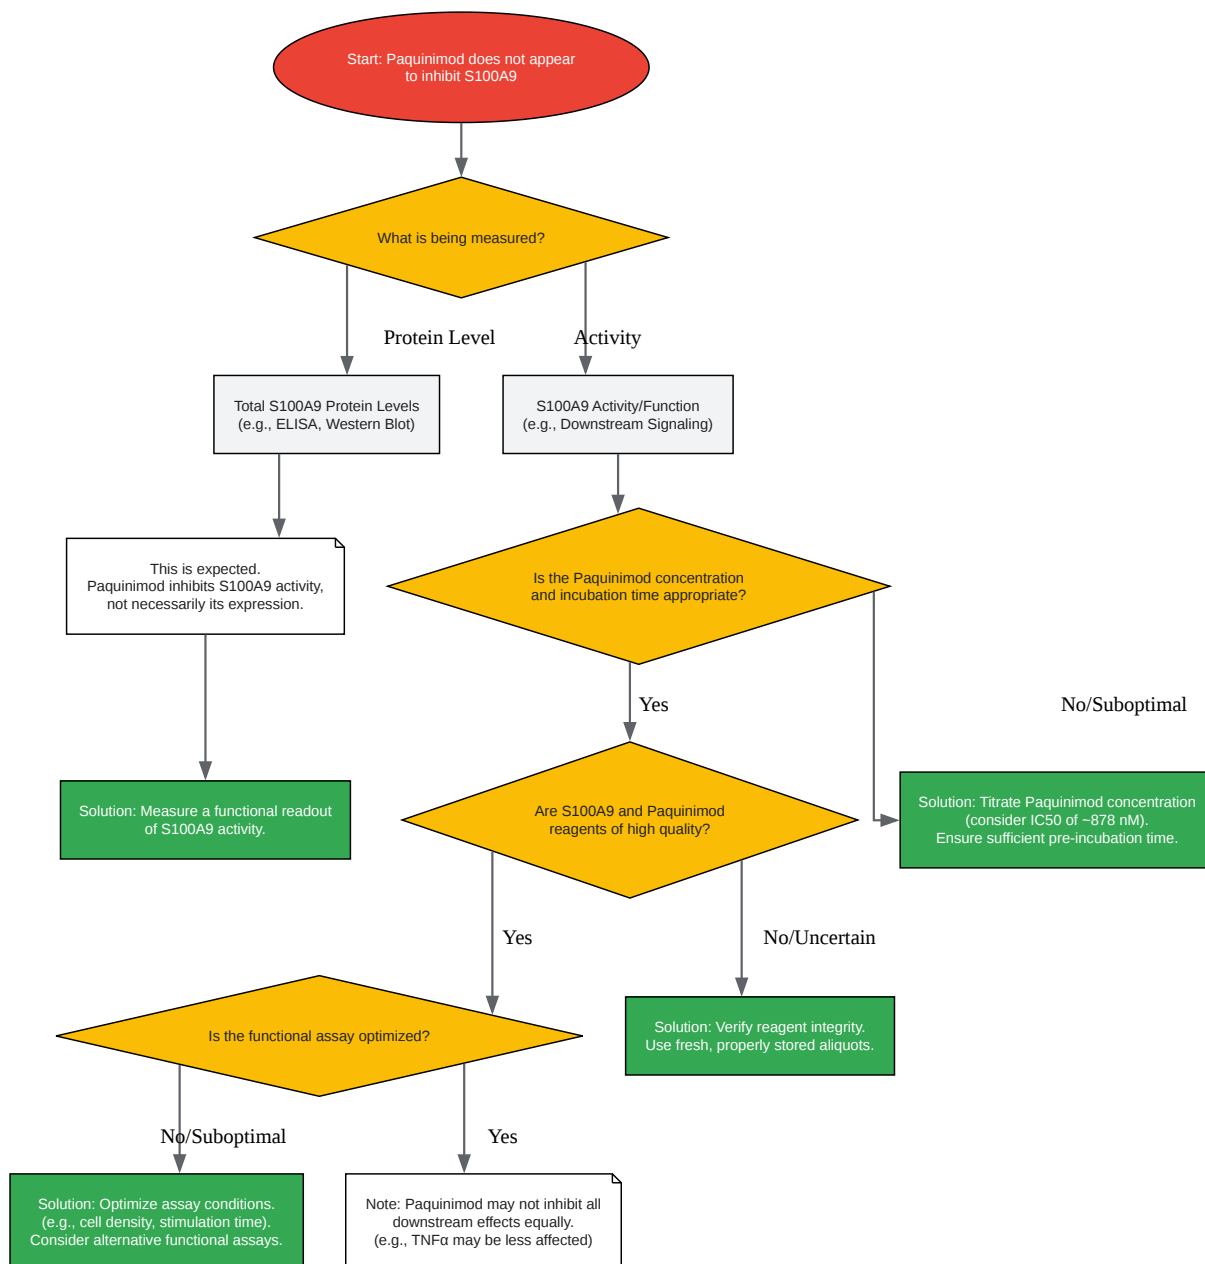 Start: Paquinimod does not appear
to inhibit S100A9
What is being measured?
Protein Level
Activity
Total S100A9 Protein Levels
(e.g., ELISA, Western Blot)
S100A9 Activity/Function
(e.g., Downstream Signaling)
This is expected.
Paquinimod inhibits S100A9 activity,
not necessarily its expression.
Is the Paquinimod concentration
and incubation time appropriate?
Yes
No/Suboptimal
Solution: Measure a functional readout
of S100A9 activity.
Are S100A9 and Paquinimod
reagents of high quality?
Solution: Titrate Paquinimod concentration
(consider IC50 of ~878 nM).
Ensure sufficient pre-incubation time.
Yes
No/Uncertain
Is the functional assay optimized?
Solution: Verify reagent integrity.
Use fresh, properly stored aliquots.
No/Suboptimal
Yes
Solution: Optimize assay conditions.
(e.g., cell density, stimulation time).
Consider alternative functional assays.
Note: Paquinimod may not inhibit all
downstream effects equally.
(e.g., TNFα may be less affected)